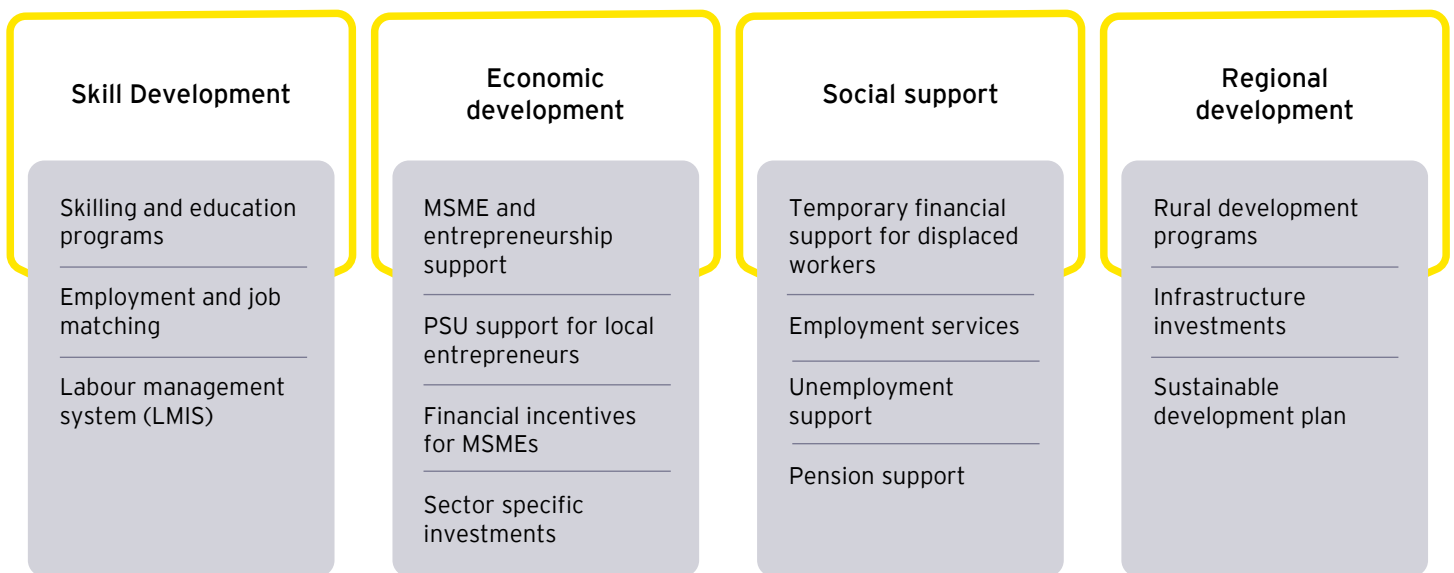 Skill Development
Skilling and education
programs
Employment and job
matching
Labour management
system (LMIS)
Economic
development
MSME and
entrepreneurship
support
PSU support for local
entrepreneurs
Financial incentives
for MSMEs
Sector specific
investments
Social support
Temporary financial
support for displaced
workers
Employment services
Unemployment
support
Pension support
Regional
development
Rural development
programs
Infrastructure
investments
Sustainable
development plan